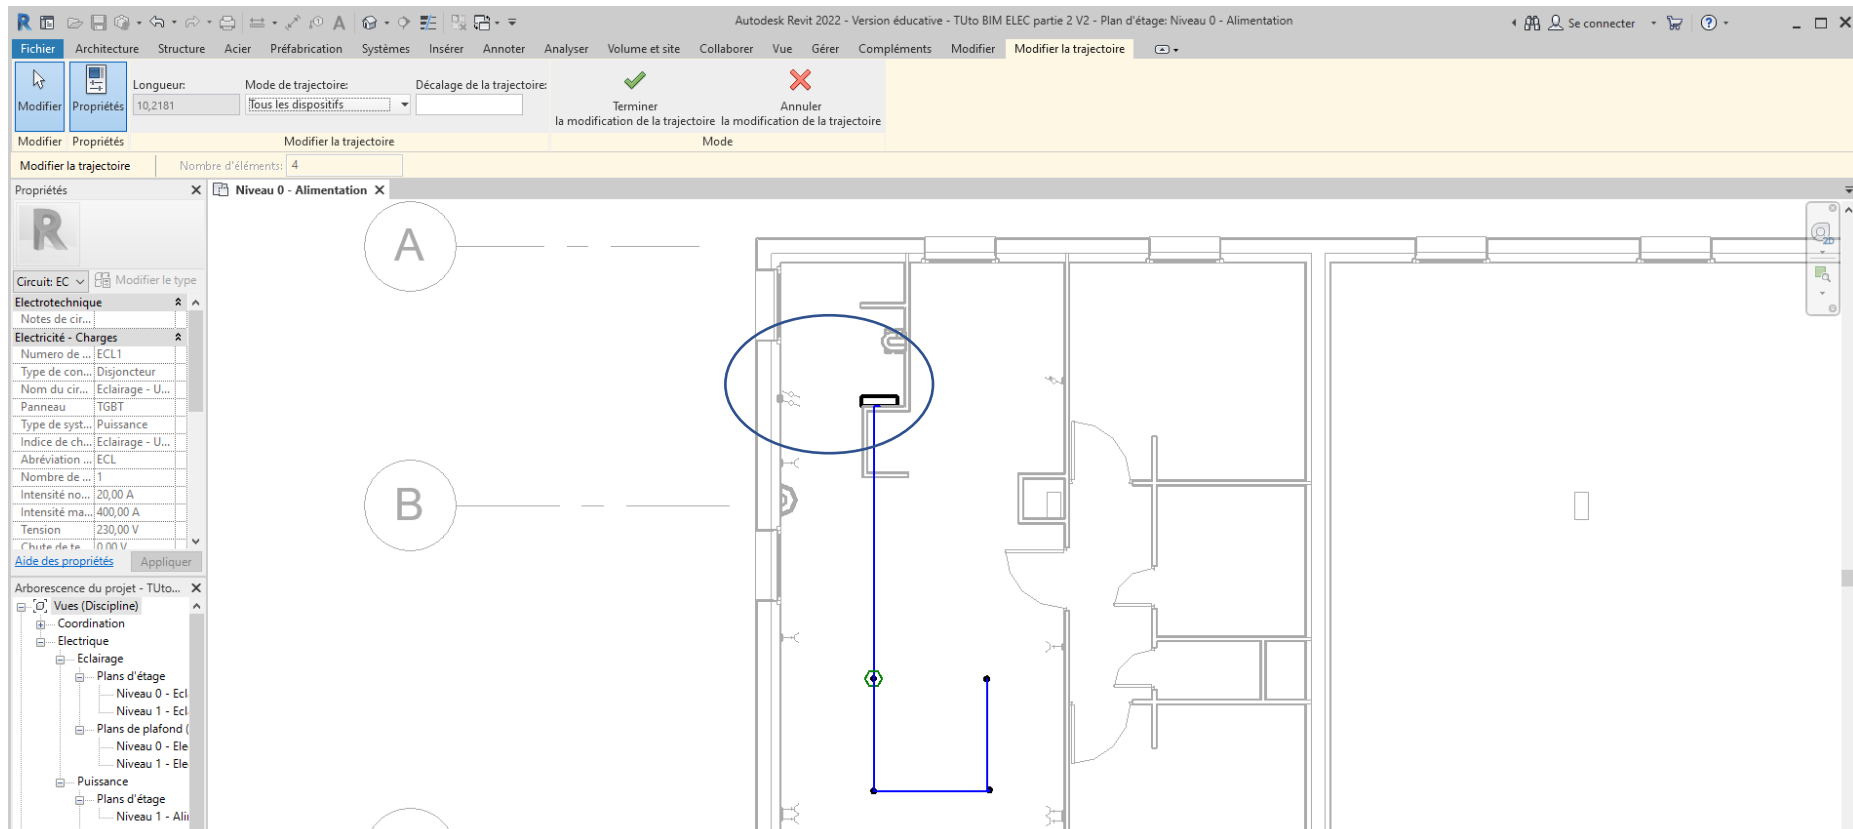 Autodesk Revit 2022 - Version éducative - TUto BIM ELEC partie 2 V2 - Plan d'étage: Niveau 0 - Alimentation
Se connecter
Fichier Architecture Structure Acier Préfabrication Systèmes Insérer Annoter Analyser Volume et site Collaborer Vue Gérer Compléments Modifier Modifier la trajectoire
Longueur: Mode de trajectoire: Décalage de la trajectoire:
Modifier Propriétés 10,2181 Tous les dispositifs Terminer Annuler
la modification de la trajectoire la modification de la trajectoire
Modifier Propriétés Modifier la trajectoire Mode
Modifier la trajectoire Nombre d'éléments: 4
Propriétés Niveau 0 - Alimentation
R
A
2D
Circuit: EC Modifier le type
Electrotechnique
Notes de cir...
Electricité - Charges
Numero de ... ECL1
Type de con... Disjoncteur
Nom du cir... Eclairage - U...
Panneau TGBT
Type de syst... Puissance
Indice de ch... Eclairage - U...
Abréviation ... ECL
Nombre de ... 1
Intensité no... 20,00 A
Intensité ma... 400,00 A
Tension 230,00 V
Chute de te... 0,00 V
B
Aide des propriétés Appliquer
Arborescence du projet - TUto...
Vues (Discipline)
Coordination
Electrique
Eclairage
Plans d'étage
Niveau 0 - Ecl
Niveau 1 - Ecl
Plans de plafond (
Niveau 0 - Ele
Niveau 1 - Ele
Puissance
Plans d'étage
Niveau 1 - Ali